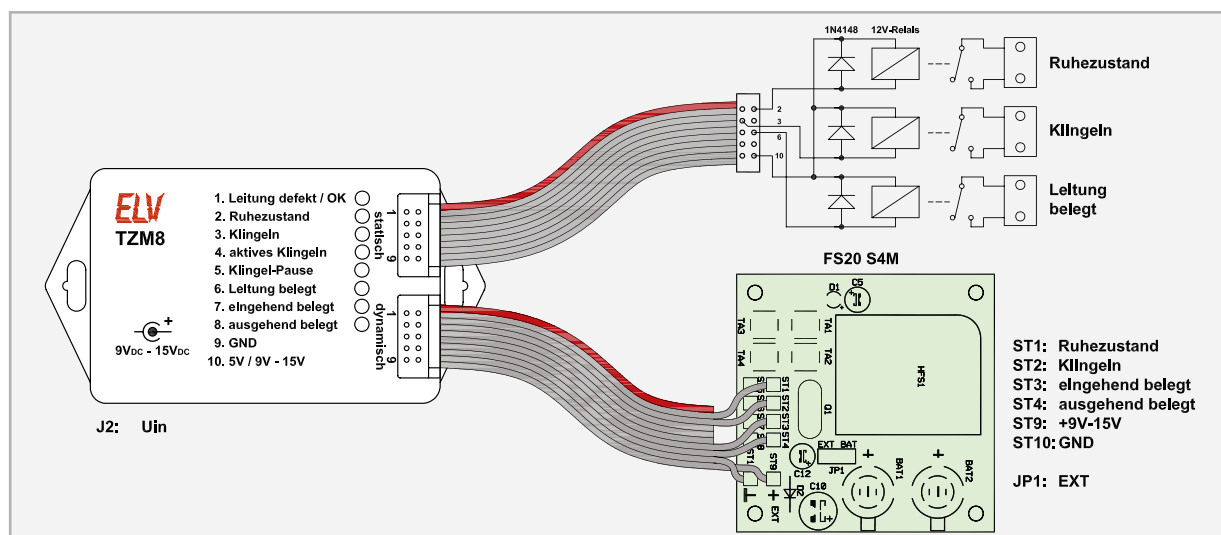 1N4148
12V-Relais
Ruhezustand
Klingeln
Leitung
belegt
2
3
6
10
ELV
TZM8
1. Leitung defekt / OK
2. Ruhezustand
3. Klingeln
4. aktives Klingeln
5. Klingel-Pause
6. Leitung belegt
7. eingehend belegt
8. ausgehend belegt
9. GND
10. 5V / 9V - 15V
+
9VDC - 15VDC
1
9
statisch
1
9
dynamisch
J2: Uin
FS20 S4M
D1
C5
+
TA3
TA1
TA4
TA2
HFS1
Q1
S
S
S
S8
ST1
ST2
ST3
ST4
ST1
ST9
+ EXT
EXT BAT
JP1
C12
D2
C10
+
BAT1
+
BAT2
+
ST1: Ruhezustand
ST2: Klingeln
ST3: eingehend belegt
ST4: ausgehend belegt
ST9: +9V-15V
ST10: GND
JP1: EXT